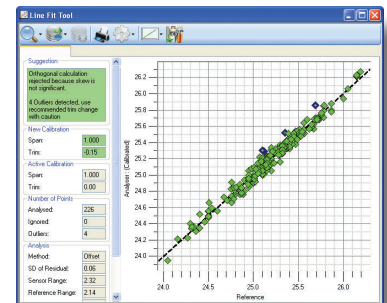 Line Fit Tool
Suggestion
Orthogonal calculation
rejected because skew is
not significant.
4 Outliers detected, use
recommended trim change
with caution
New Calibration
Span: 1.000
Trim: -0.15
Active Calibration
Span: 1.000
Trim: 0.00
Number of Points
Analysed: 226
Ignored: 0
Outliers: 4
Analysis
Method: Offset
SD of Residual: 0.06
Sensor Range: 2.32
Reference Range: 2.14
Analyser (Calibrated)
26.2
26.0
25.8
25.6
25.4
25.2
25.0
24.8
24.6
24.4
24.2
24.0
24.0 24.5 25.0 25.5 26.0
Reference